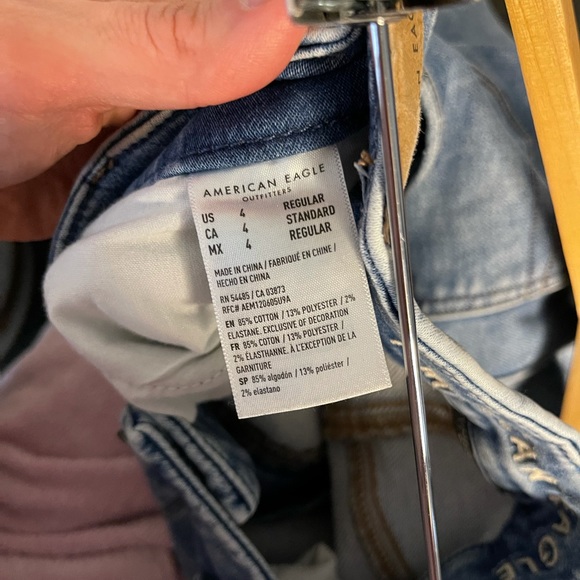 AMERICAN EAGLE
OUTFITTERS
US 4 REGULAR
CA 4 STANDARD
MX 4 REGULAR
MADE IN CHINA / FABRIQUÉ EN CHINE /
HECHO EN CHINA
RN 54485 / CA 03873
RFC# AEM120605U9A
EN 85% COTTON / 13% POLYESTER / 2%
ELASTANE. EXCLUSIVE OF DECORATION
FR 85% COTON / 13% POLYESTER /
2% ÉLASTHANNE. À L'EXCEPTION DE LA
GARNITURE
SP 85% algodón / 13% poliéster /
2% elastano